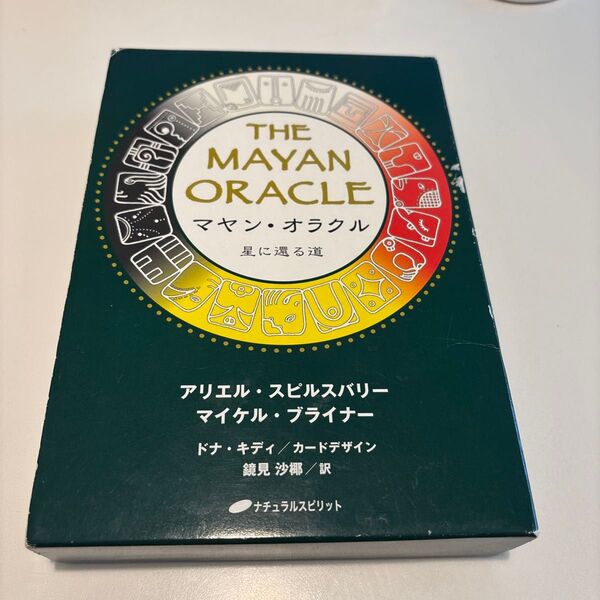 THE
MAYAN
ORACLE
マヤン・オラクル
星に還る道
アリエル・スピルスバリー
マイケル・ブライナー
ドナ・キディ／カードデザイン
鏡見 沙椰／訳
ナチュラルスピリット